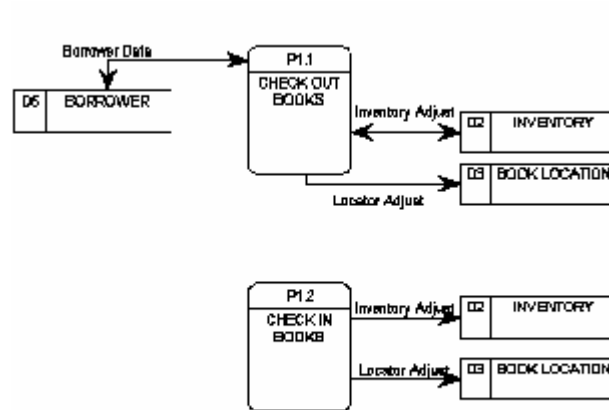 Borrower Data
P1.1
CHECK OUT
BOOKS
D5 BORROWER
Inventory Adjust
D2 INVENTORY
D3 BOOK LOCATION
Locator Adjust
P1.2
CHECK IN
BOOKS
Inventory Adjust
D2 INVENTORY
Locator Adjust
D3 BOOK LOCATION